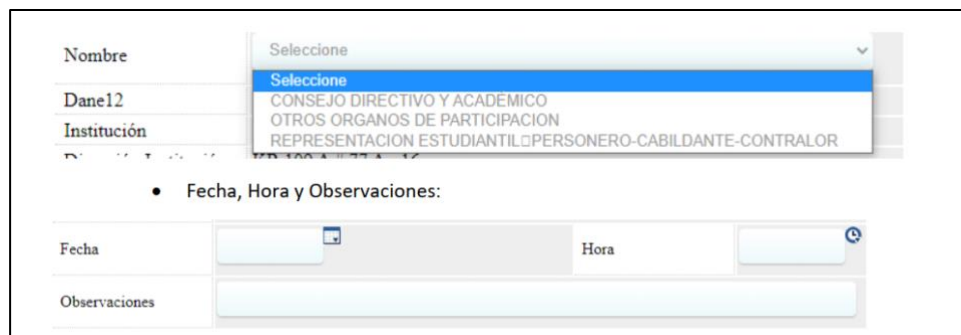 Nombre
Seleccione
Seleccione
Dane12
CONSEJO DIRECTIVO Y ACADÉMICO
OTROS ORGANOS DE PARTICIPACION
Institución
REPRESENTACION ESTUDIANTIL□PERSONERO-CABILDANTE-CONTRALOR
• Fecha, Hora y Observaciones:
Fecha
Hora
Observaciones